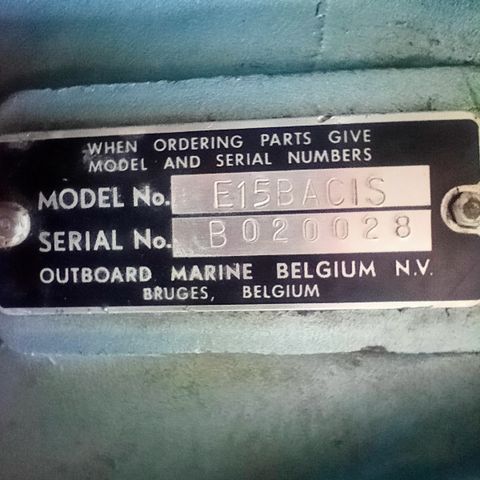 WHEN ORDERING PARTS GIVE
MODEL AND SERIAL NUMBERS
MODEL No. E15BACIS
SERIAL No. B020028
OUTBOARD MARINE BELGIUM N.V.
BRUGES, BELGIUM